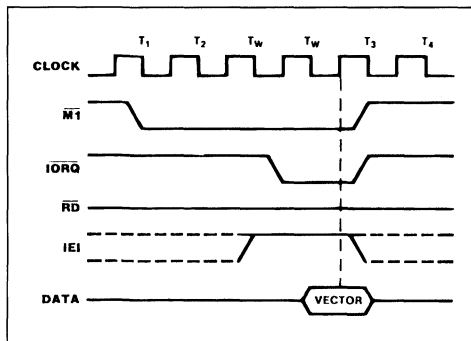 T1 T2 TW TW T3 T4
CLOCK
M1
IORQ
RD
IEI
DATA VECTOR